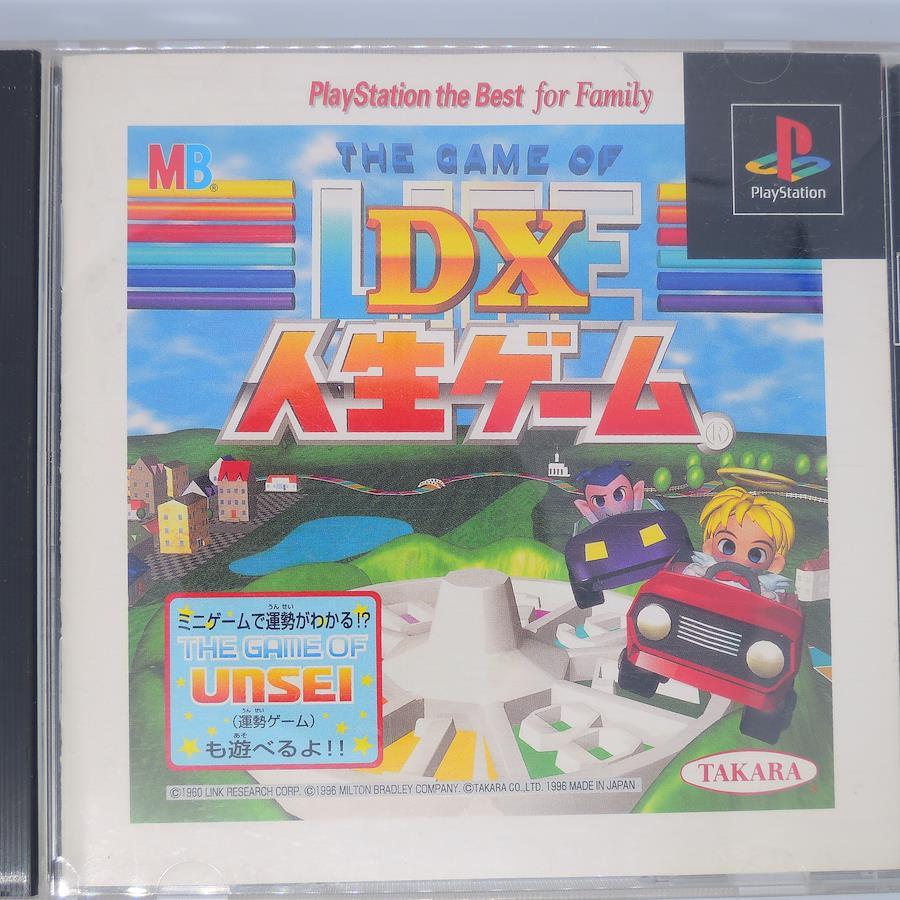 PlayStation the Best for Family
PlayStation
MB®
THE GAME OF
LIFE
DX
人生ゲーム®
ミニゲームで運勢がわかる!?
うんせい
THE GAME OF
UNSEI
うんせい
(運勢ゲーム)
あそ
も遊べるよ!!
8
TAKARA
©1960 LINK RESEARCH CORP. ©1996 MILTON BRADLEY COMPANY. ©TAKARA CO.,LTD. 1996 MADE IN JAPAN